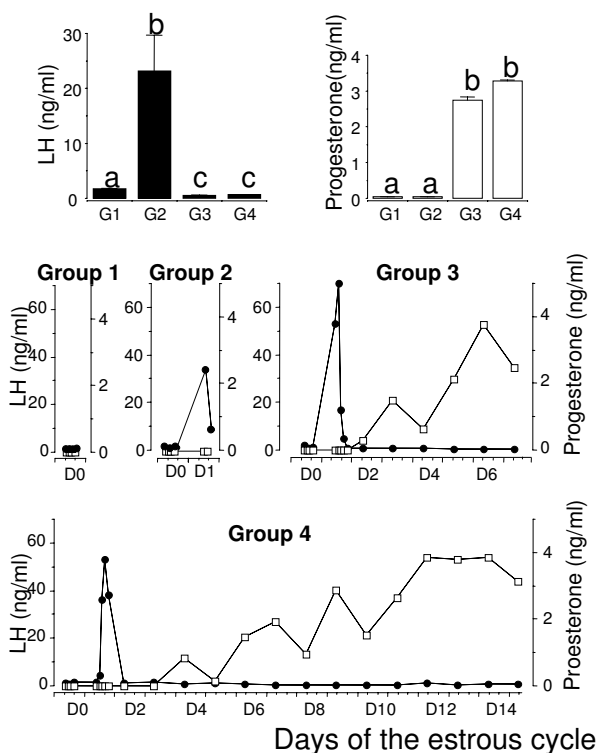 LH (ng/ml)
30
20
10
0
a
b
c
c
G1 G2 G3 G4
Progesterone(ng/ml)
4
3
2
1
0
a
a
b
b
G1 G2 G3 G4
Group 1 Group 2 Group 3
LH (ng/ml)
60
40
20
0
4
2
0
D0
60
40
20
0
4
2
0
D0 D1
60
40
20
0
4
2
0
D0 D2 D4 D6
Progesterone (ng/ml)
Group 4
LH (ng/ml)
60
40
20
0
4
2
0
Proesterone (ng/ml)
D0 D2 D4 D6 D8 D10 D12 D14
Days of the estrous cycle